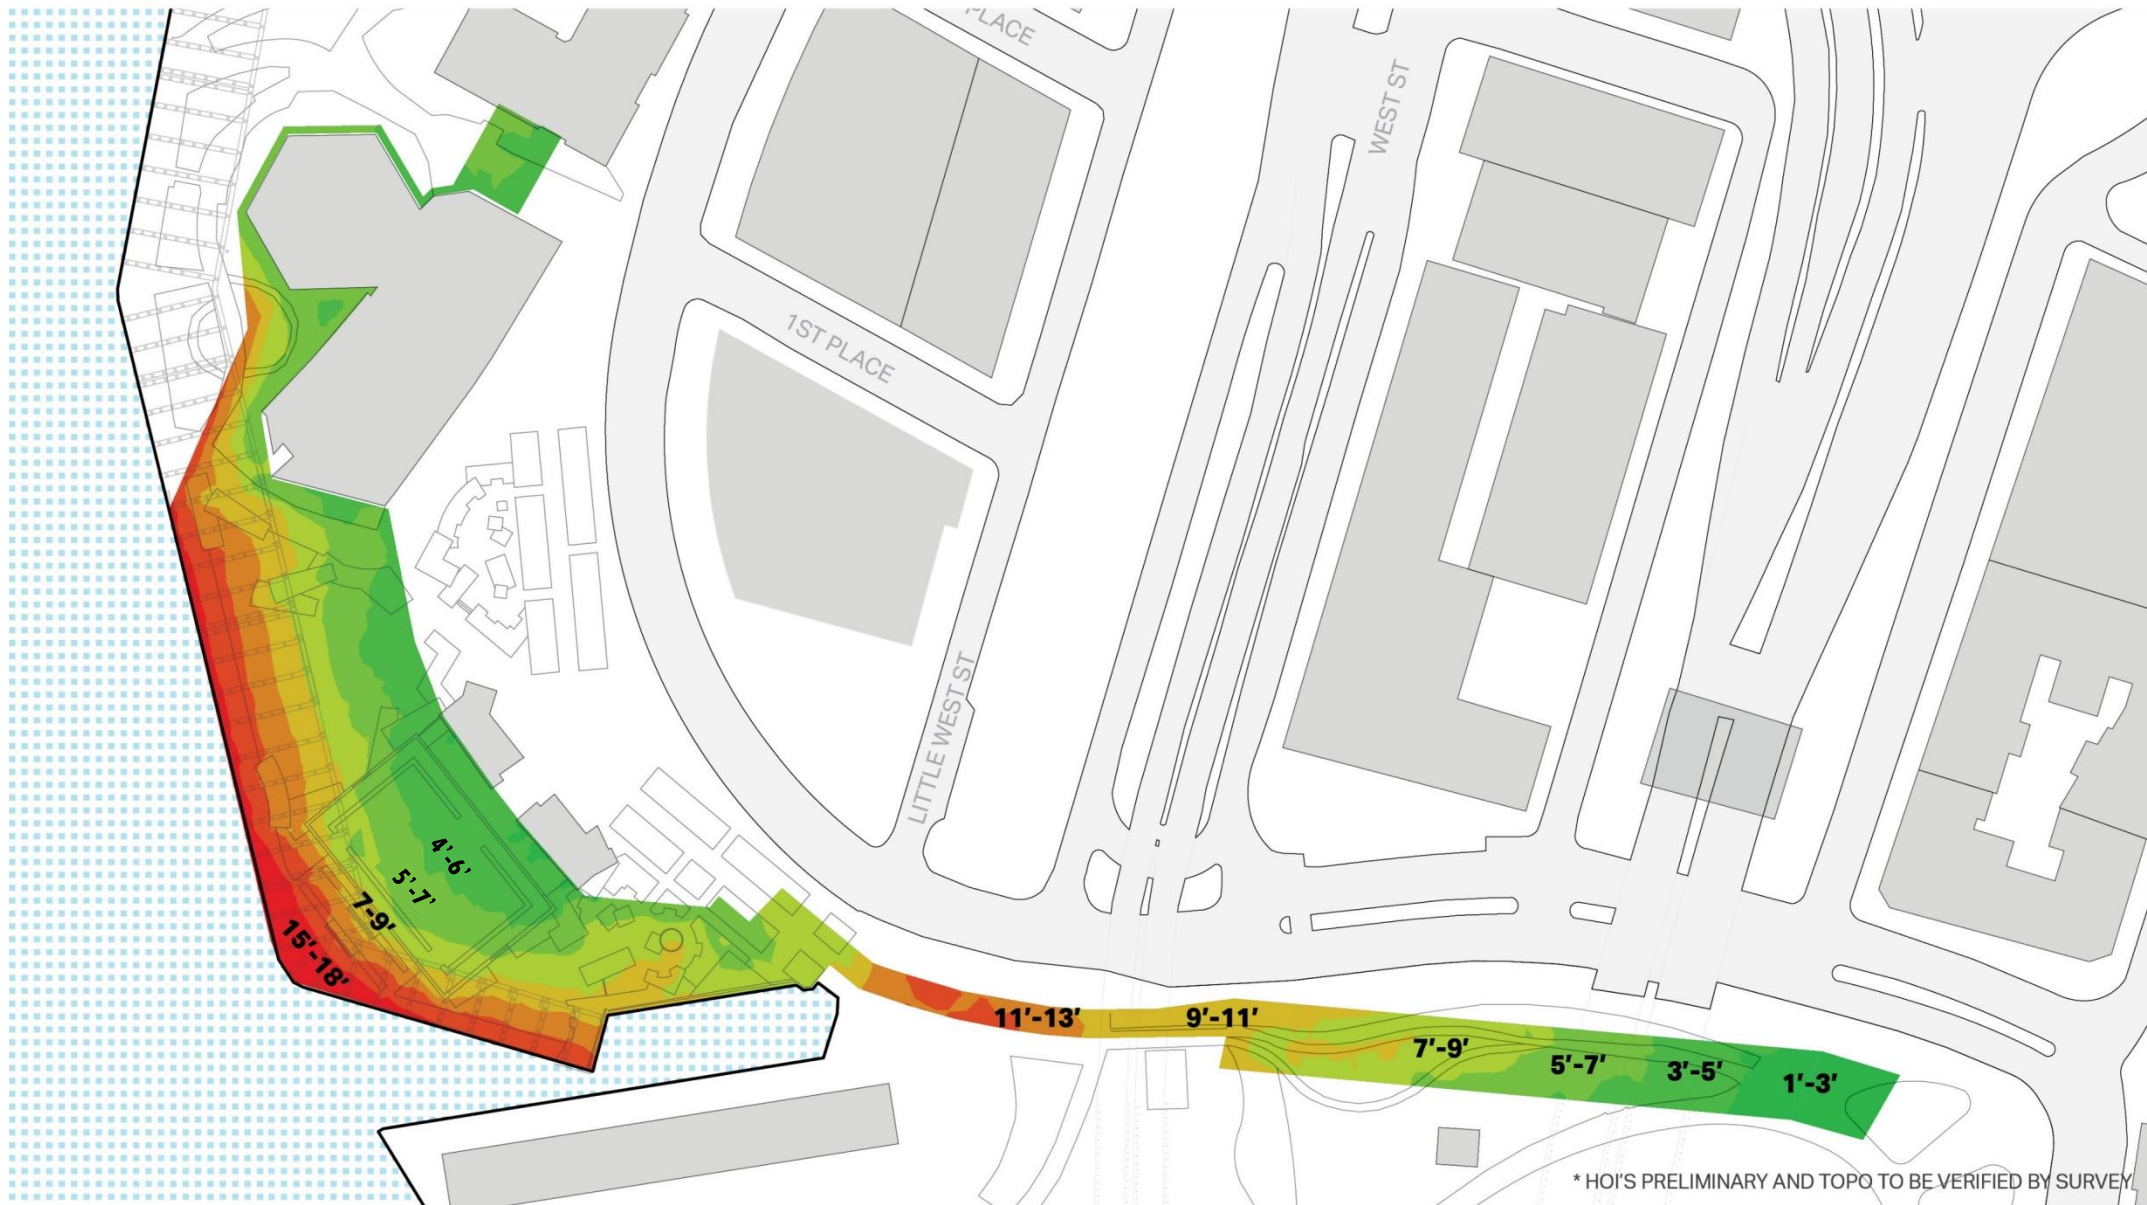 PLACE
WEST ST
1ST PLACE
LITTLE WEST ST
4'-6'
5'-7'
7-9'
15'-18'
11'-13'
9'-11'
7'-9'
5'-7'
3'-5'
1'-3'
* HOI'S PRELIMINARY AND TOPO TO BE VERIFIED BY SURVEY